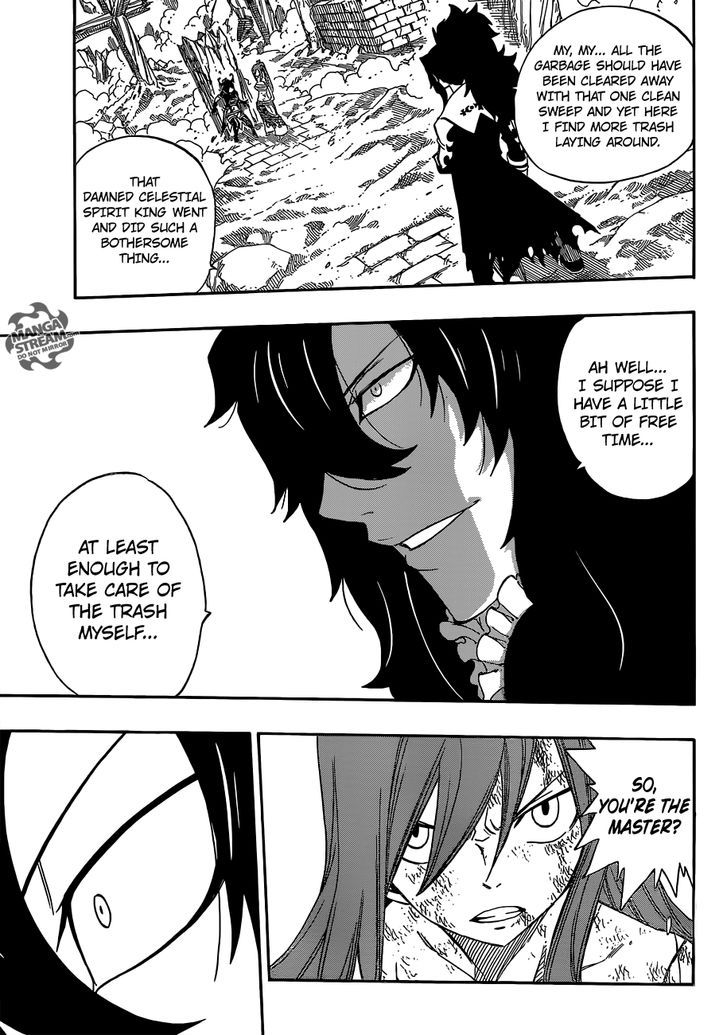 MY, MY... ALL THE
GARBAGE SHOULD HAVE
BEEN CLEARED AWAY
WITH THAT ONE CLEAN
SWEEP AND YET HERE
I FIND MORE TRASH
LAYING AROUND.
THAT
DAMNED CELESTIAL
SPIRIT KING WENT
AND DID SUCH A
BOTHERSOME
THING...
MANGA
STREAM.com
DO NOT MIRROR
AH WELL...
I SUPPOSE I
HAVE A LITTLE
BIT OF FREE
TIME...
AT LEAST
ENOUGH TO
TAKE CARE OF
THE TRASH
MYSELF...
SO,
YOU'RE THE
MASTER?